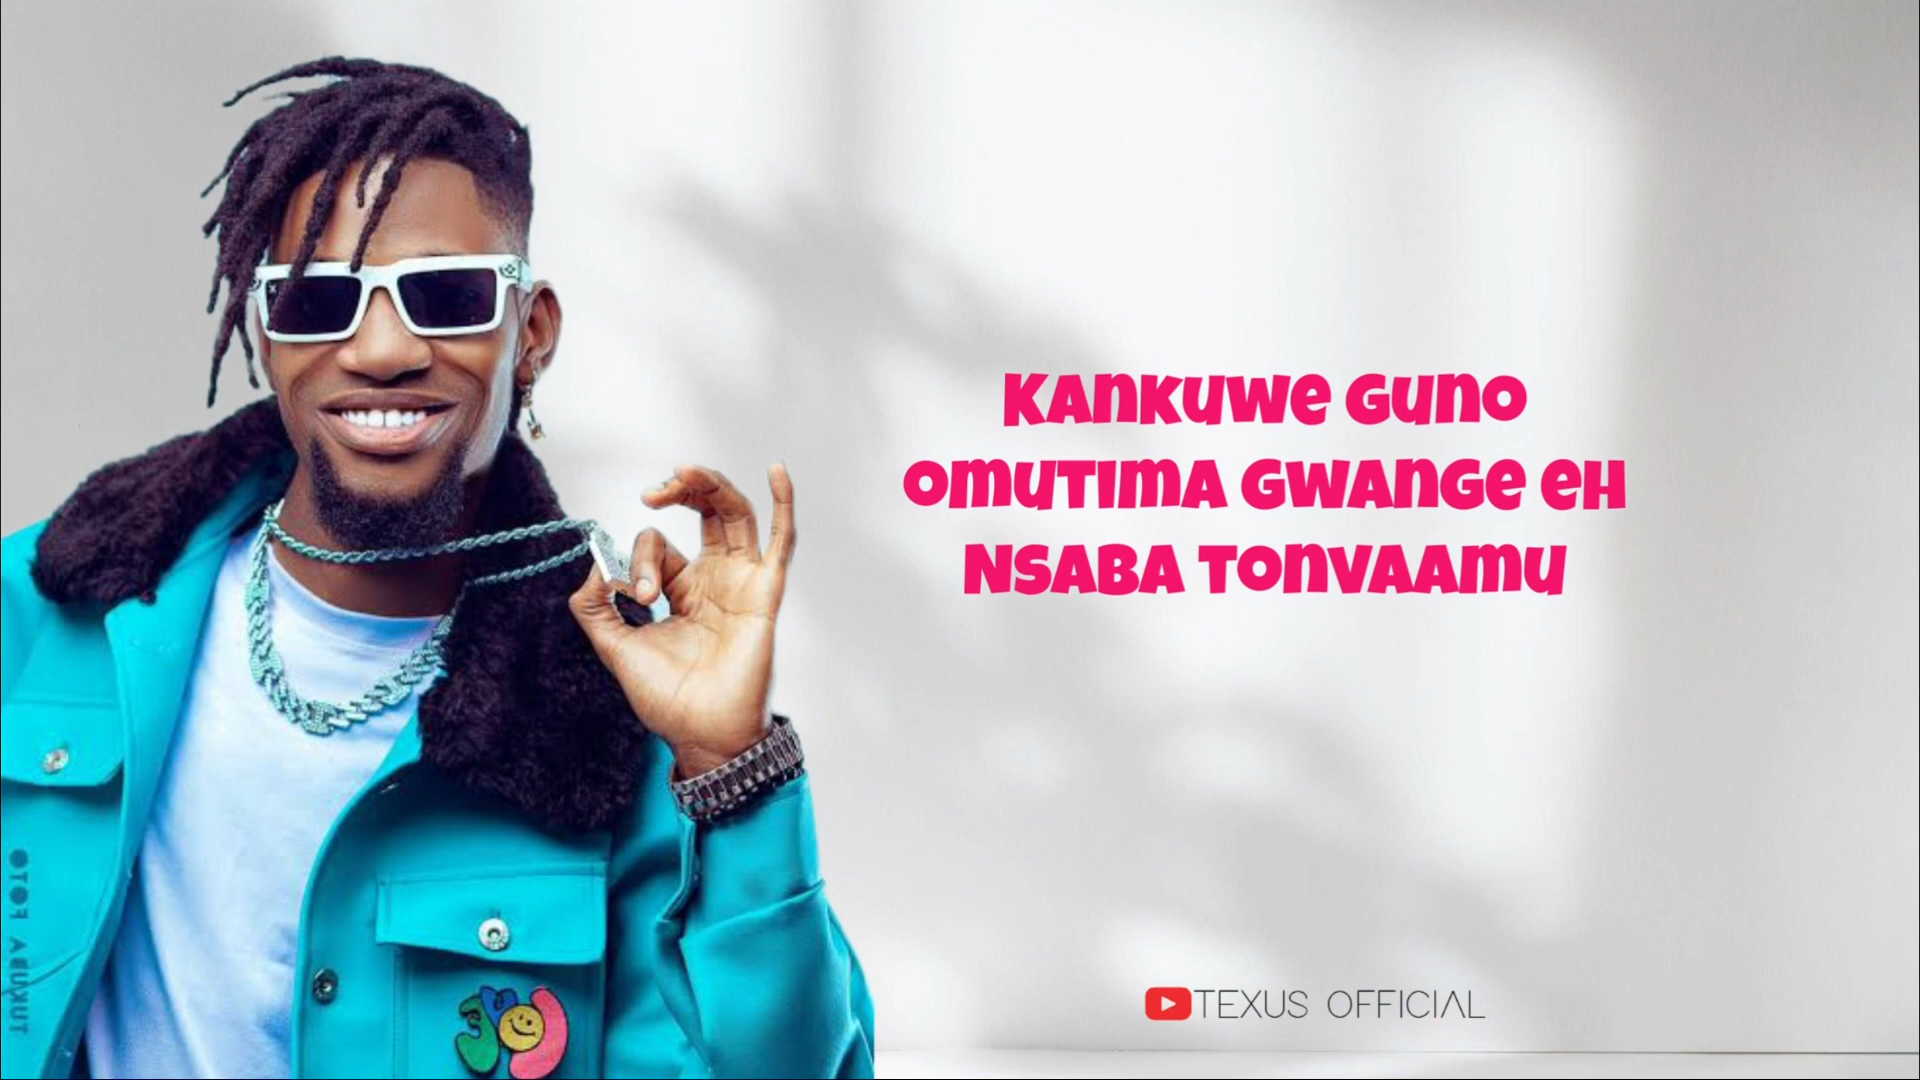 Kankuwe guno
omutima gwange eh
Nsaba tonvaamu
TEXUS OFFICIAL